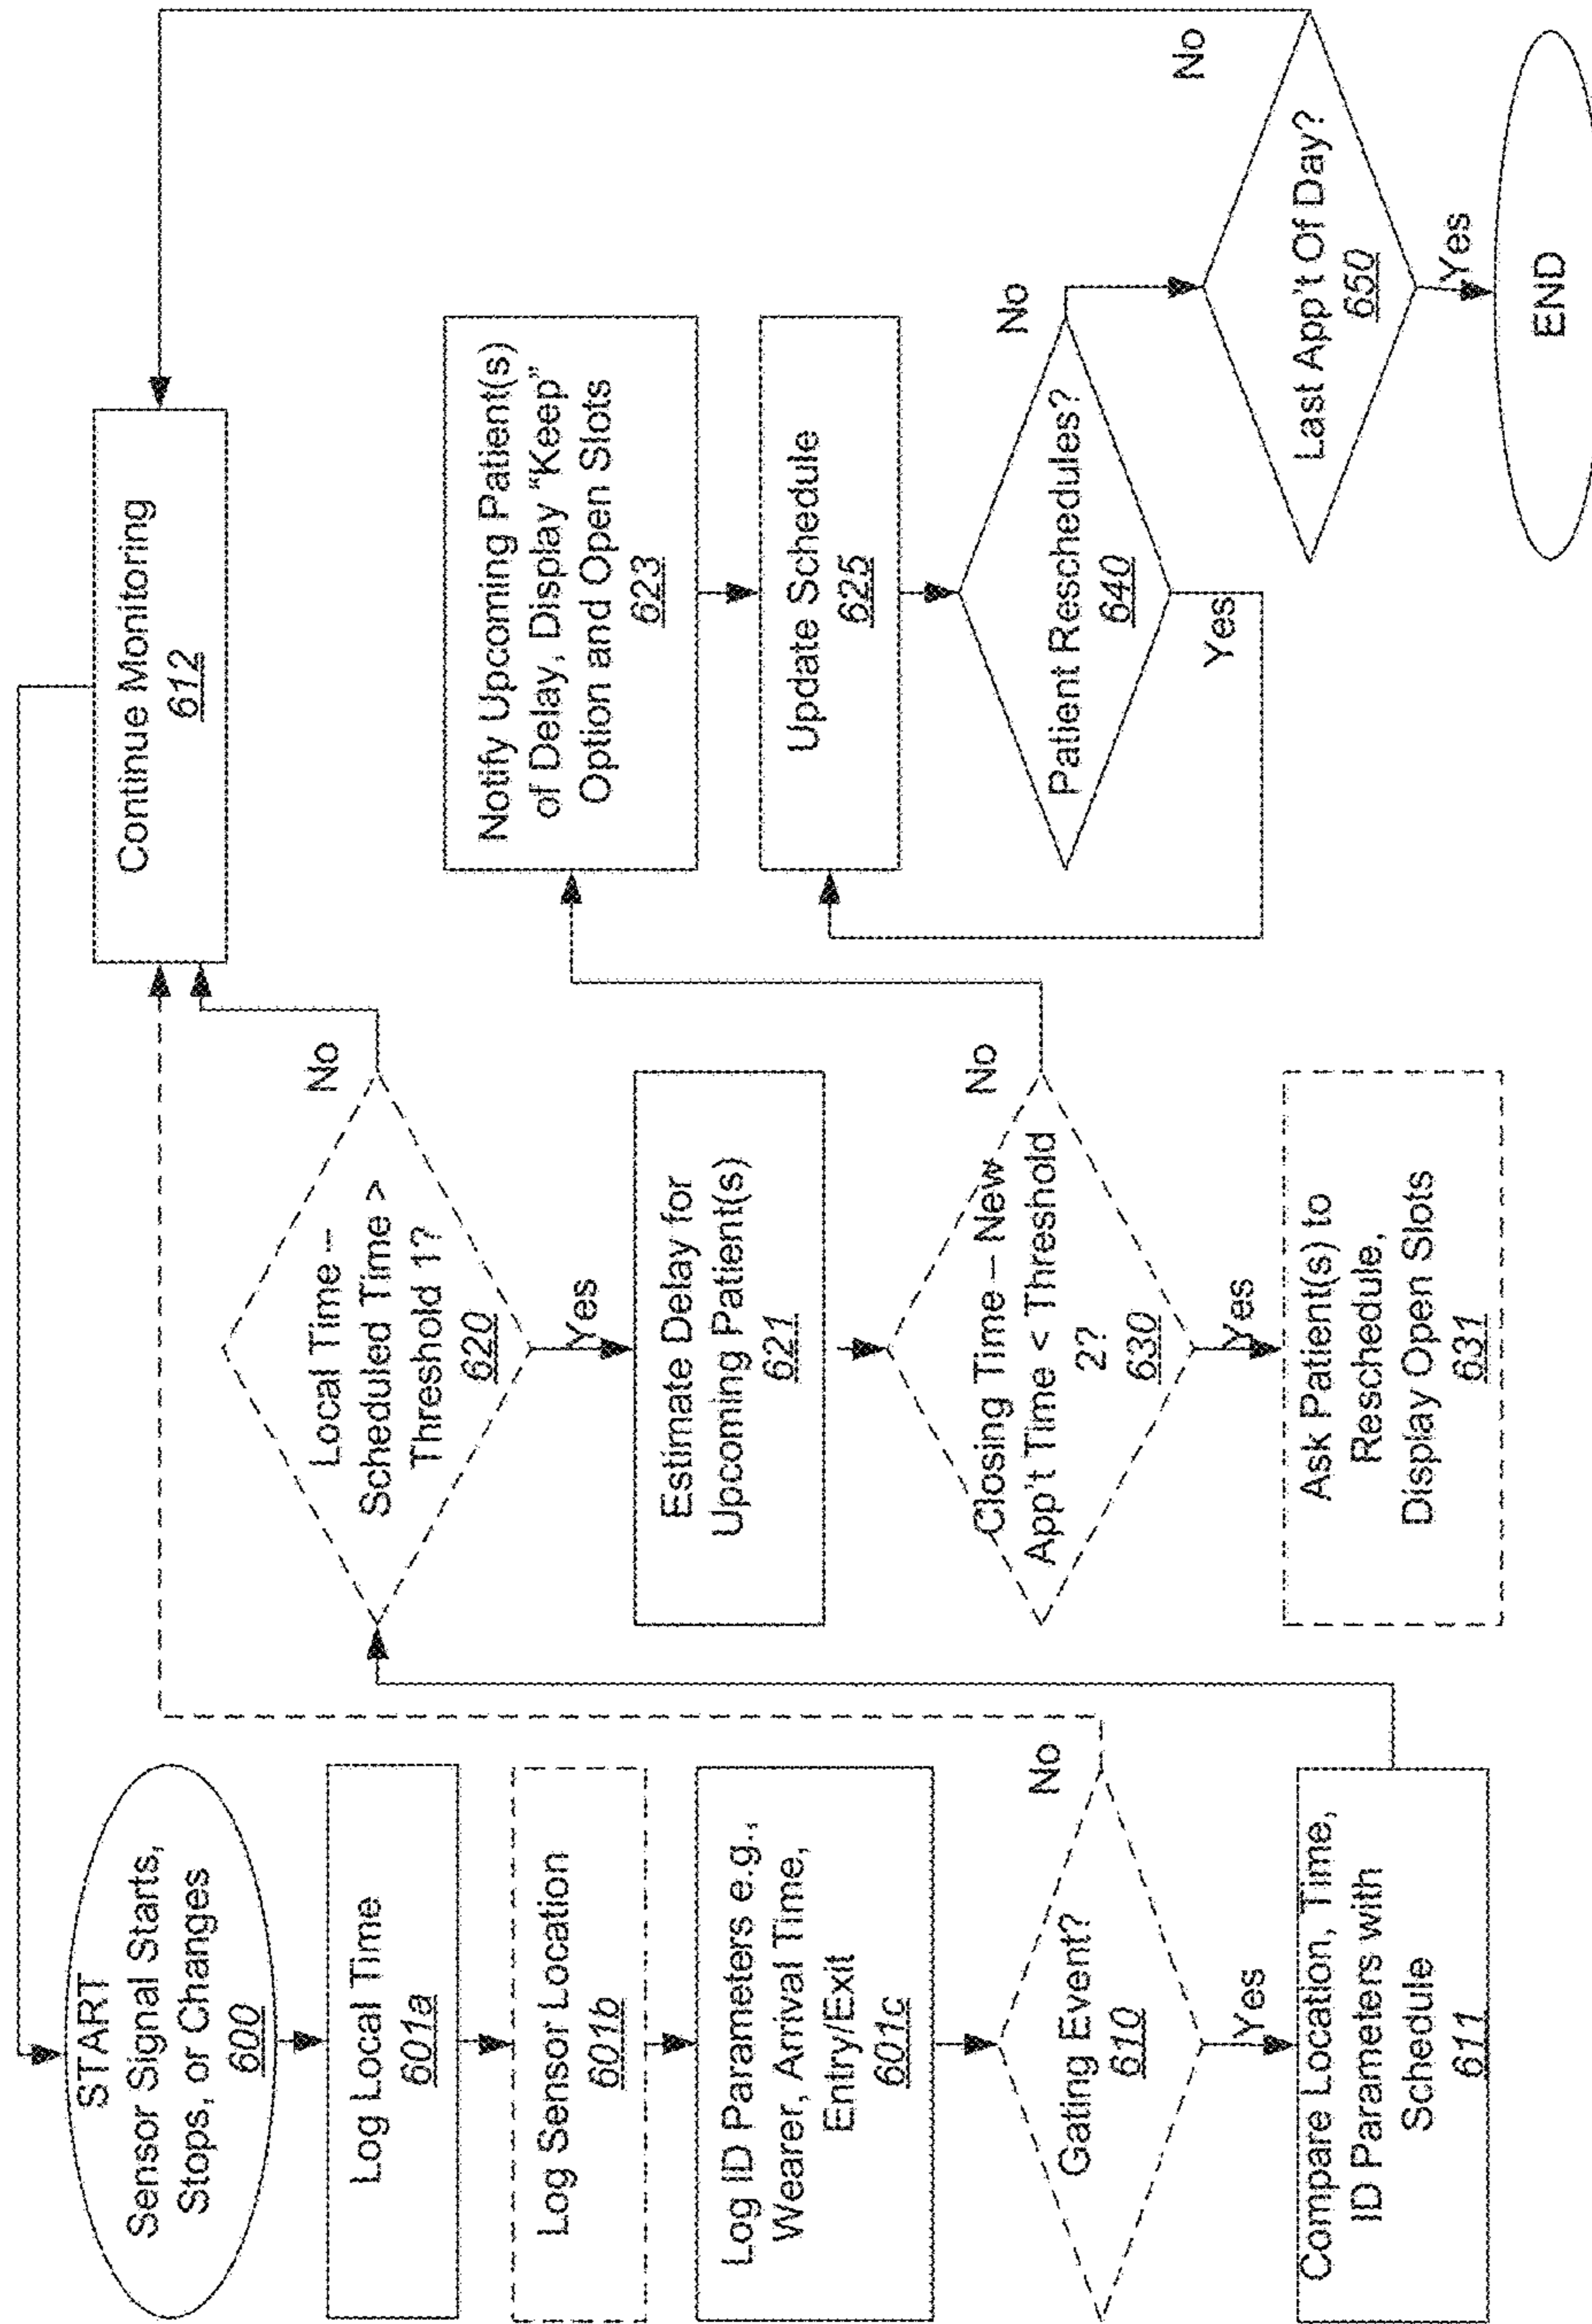 START
Sensor Signal Starts,
Stops, or Changes
600
Log Local Time
601a
Log Sensor Location
601b
Log ID Parameters e.g.,
Wearer, Arrival Time,
Entry/Exit
601c
Gating Event?
610
No
Yes
Compare Location, Time,
ID Parameters with
Schedule
611
Local Time –
Scheduled Time >
Threshold 1?
620
No
Yes
Estimate Delay for
Upcoming Patient(s)
621
Closing Time – New
App't Time < Threshold
2?
630
No
Yes
Ask Patient(s) to
Reschedule,
Display Open Slots
631
Continue Monitoring
612
Notify Upcoming Patient(s)
of Delay, Display “Keep”
Option and Open Slots
623
Update Schedule
625
Patient Reschedules?
640
No
Yes
Last App't Of Day?
650
No
Yes
END